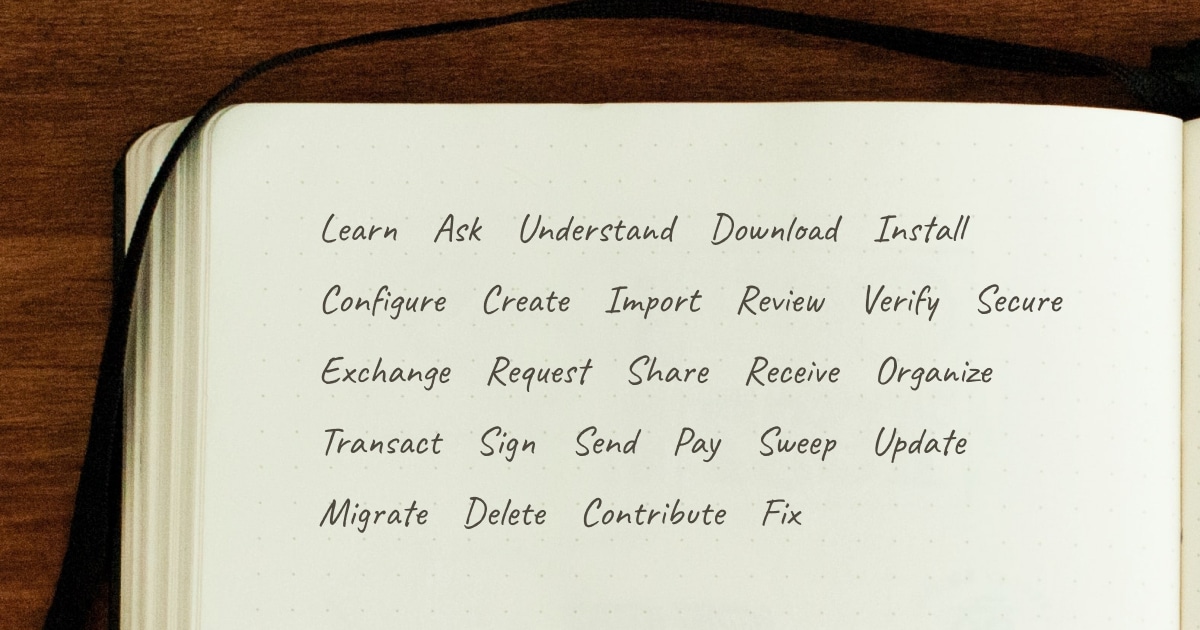 Learn Ask Understand Download Install
Configure Create Import Review Verify Secure
Exchange Request Share Receive Organize
Transact Sign Send Pay Sweep Update
Migrate Delete Contribute Fix